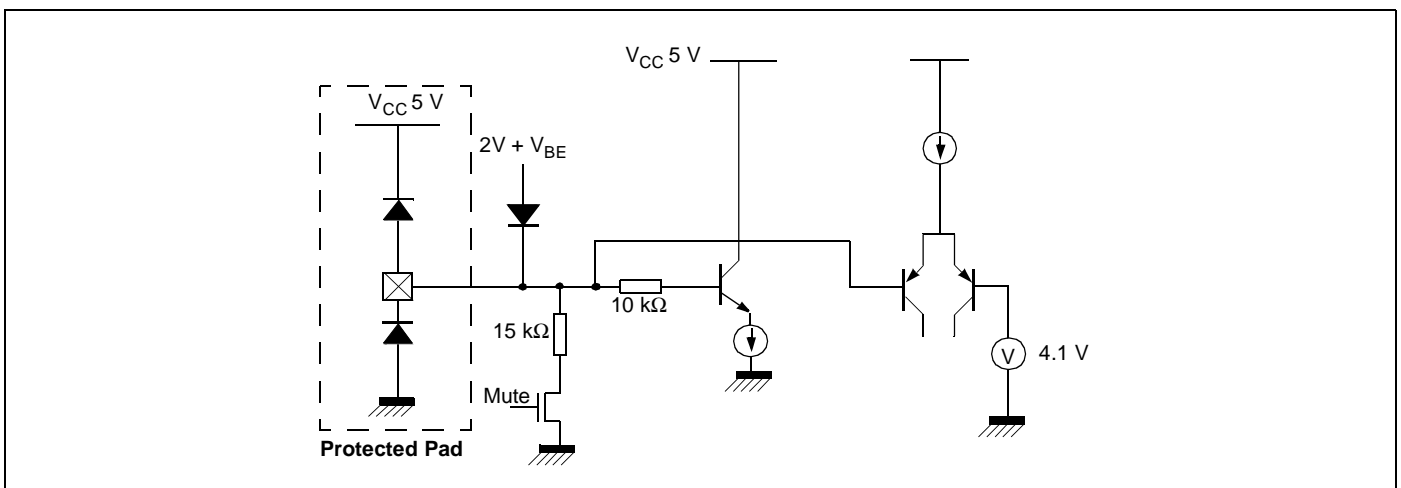 V_CC 5 V
V_CC 5 V
2V + V_BE
10 kΩ
15 kΩ
V
4.1 V
Mute
Protected Pad